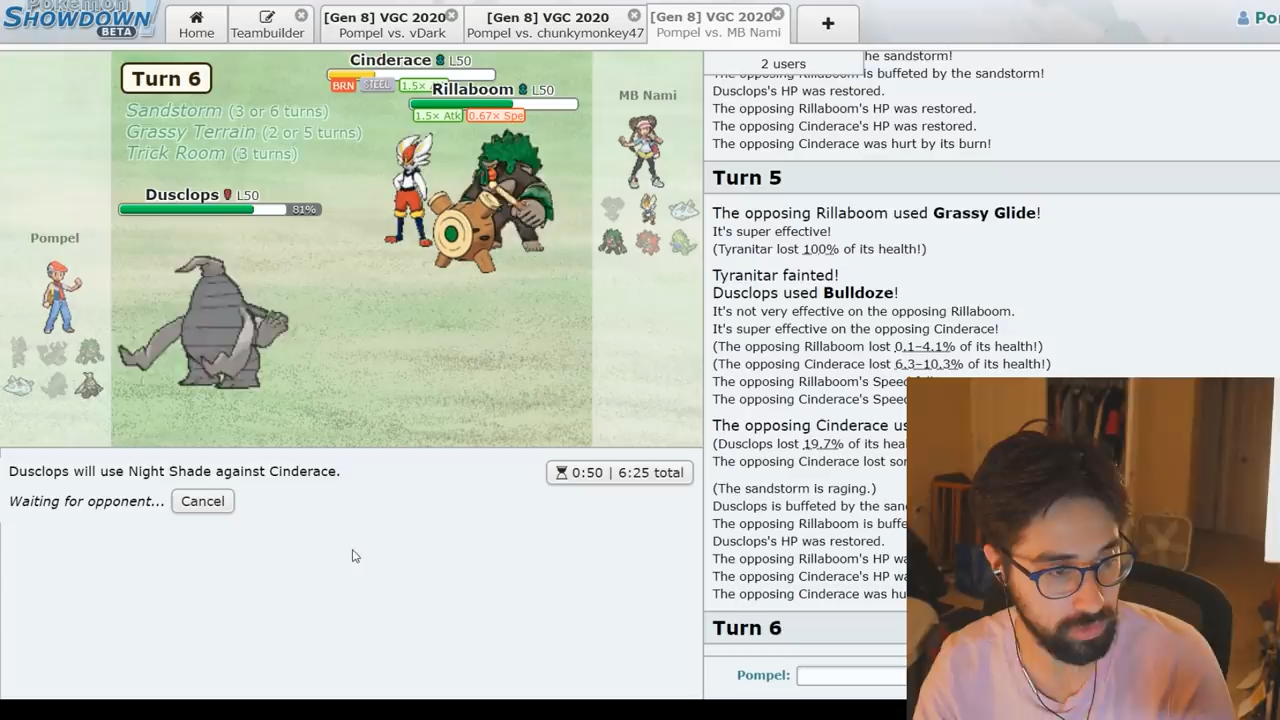 Pokémon
SHOWDOWN
BETA
Home
Teambuilder
[Gen 8] VGC 2020
Pompel vs. vDark
[Gen 8] VGC 2020
Pompel vs. chunkymonkey47
[Gen 8] VGC 2020
Pompel vs. MB Nami
+
Po
Turn 6
Sandstorm (3 or 6 turns)
Grassy Terrain (2 or 5 turns)
Trick Room (3 turns)
Cinderace L50
BRN STEEL 1.5×
Rillaboom L50
1.5× Atk 0.67× Spe
Dusclops L50
81%
Pompel
MB Nami
Dusclops will use Night Shade against Cinderace.
0:50 | 6:25 total
Waiting for opponent... Cancel
2 users
he sandstorm!
is buffeted by the sandstorm!
Dusclops's HP was restored.
The opposing Rillaboom's HP was restored.
The opposing Cinderace's HP was restored.
The opposing Cinderace was hurt by its burn!
Turn 5
The opposing Rillaboom used Grassy Glide!
It's super effective!
(Tyranitar lost 100% of its health!)
Tyranitar fainted!
Dusclops used Bulldoze!
It's not very effective on the opposing Rillaboom.
It's super effective on the opposing Cinderace!
(The opposing Rillaboom lost 0.1–4.1% of its health!)
(The opposing Cinderace lost 6.3–10.3% of its health!)
The opposing Rillaboom's Speed
The opposing Cinderace's Spee
The opposing Cinderace us
(Dusclops lost 19.7% of its hea
The opposing Cinderace lost so
(The sandstorm is raging.)
Dusclops is buffeted by the san
The opposing Rillaboom is buffe
Dusclops's HP was restored.
The opposing Rillaboom's HP wa
The opposing Cinderace's HP wa
The opposing Cinderace was hu
Turn 6
Pompel: